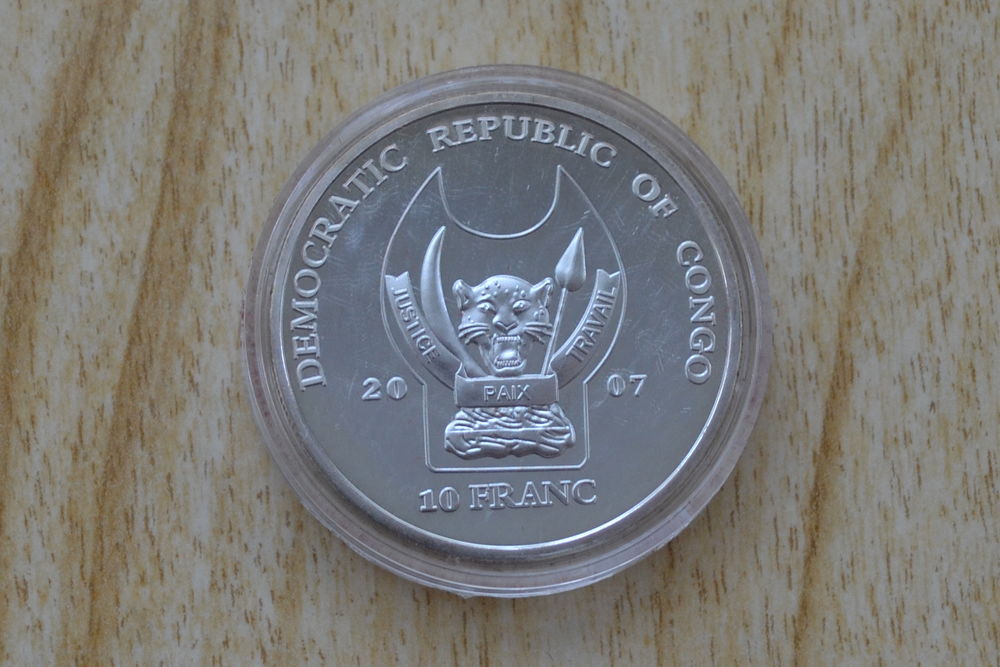 DEMOCRATIC REPUBLIC OF CONGO
JUSTICE
TRAVAIL
PAIX
20 07
10 FRANC